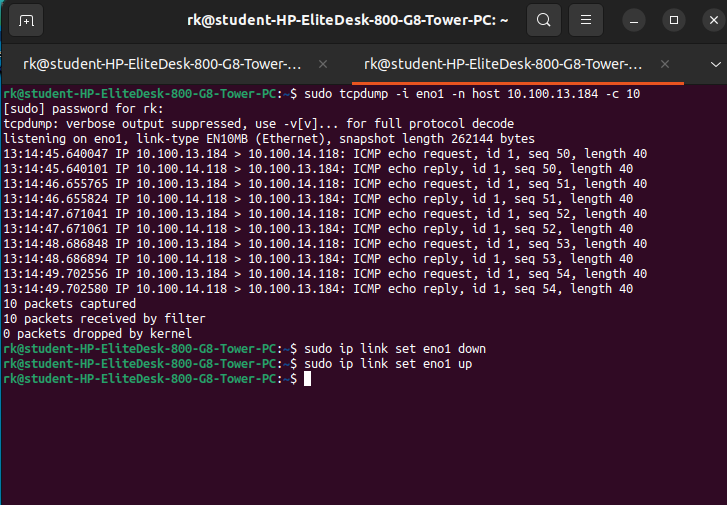 rk@student-HP-EliteDesk-800-G8-Tower-PC: ~
rk@student-HP-EliteDesk-800-G8-Tower-...
rk@student-HP-EliteDesk-800-G8-Tower-...
rk@student-HP-EliteDesk-800-G8-Tower-PC:~$ sudo tcpdump -i eno1 -n host 10.100.13.184 -c 10
[sudo] password for rk:
tcpdump: verbose output suppressed, use -v[v]... for full protocol decode
listening on eno1, link-type EN10MB (Ethernet), snapshot length 262144 bytes
13:14:45.640047 IP 10.100.13.184 > 10.100.14.118: ICMP echo request, id 1, seq 50, length 40
13:14:45.640101 IP 10.100.14.118 > 10.100.13.184: ICMP echo reply, id 1, seq 50, length 40
13:14:46.655765 IP 10.100.13.184 > 10.100.14.118: ICMP echo request, id 1, seq 51, length 40
13:14:46.655824 IP 10.100.14.118 > 10.100.13.184: ICMP echo reply, id 1, seq 51, length 40
13:14:47.671041 IP 10.100.13.184 > 10.100.14.118: ICMP echo request, id 1, seq 52, length 40
13:14:47.671061 IP 10.100.14.118 > 10.100.13.184: ICMP echo reply, id 1, seq 52, length 40
13:14:48.686848 IP 10.100.13.184 > 10.100.14.118: ICMP echo request, id 1, seq 53, length 40
13:14:48.686894 IP 10.100.14.118 > 10.100.13.184: ICMP echo reply, id 1, seq 53, length 40
13:14:49.702556 IP 10.100.13.184 > 10.100.14.118: ICMP echo request, id 1, seq 54, length 40
13:14:49.702580 IP 10.100.14.118 > 10.100.13.184: ICMP echo reply, id 1, seq 54, length 40
10 packets captured
10 packets received by filter
0 packets dropped by kernel
rk@student-HP-EliteDesk-800-G8-Tower-PC:~$ sudo ip link set eno1 down
rk@student-HP-EliteDesk-800-G8-Tower-PC:~$ sudo ip link set eno1 up
rk@student-HP-EliteDesk-800-G8-Tower-PC:~$